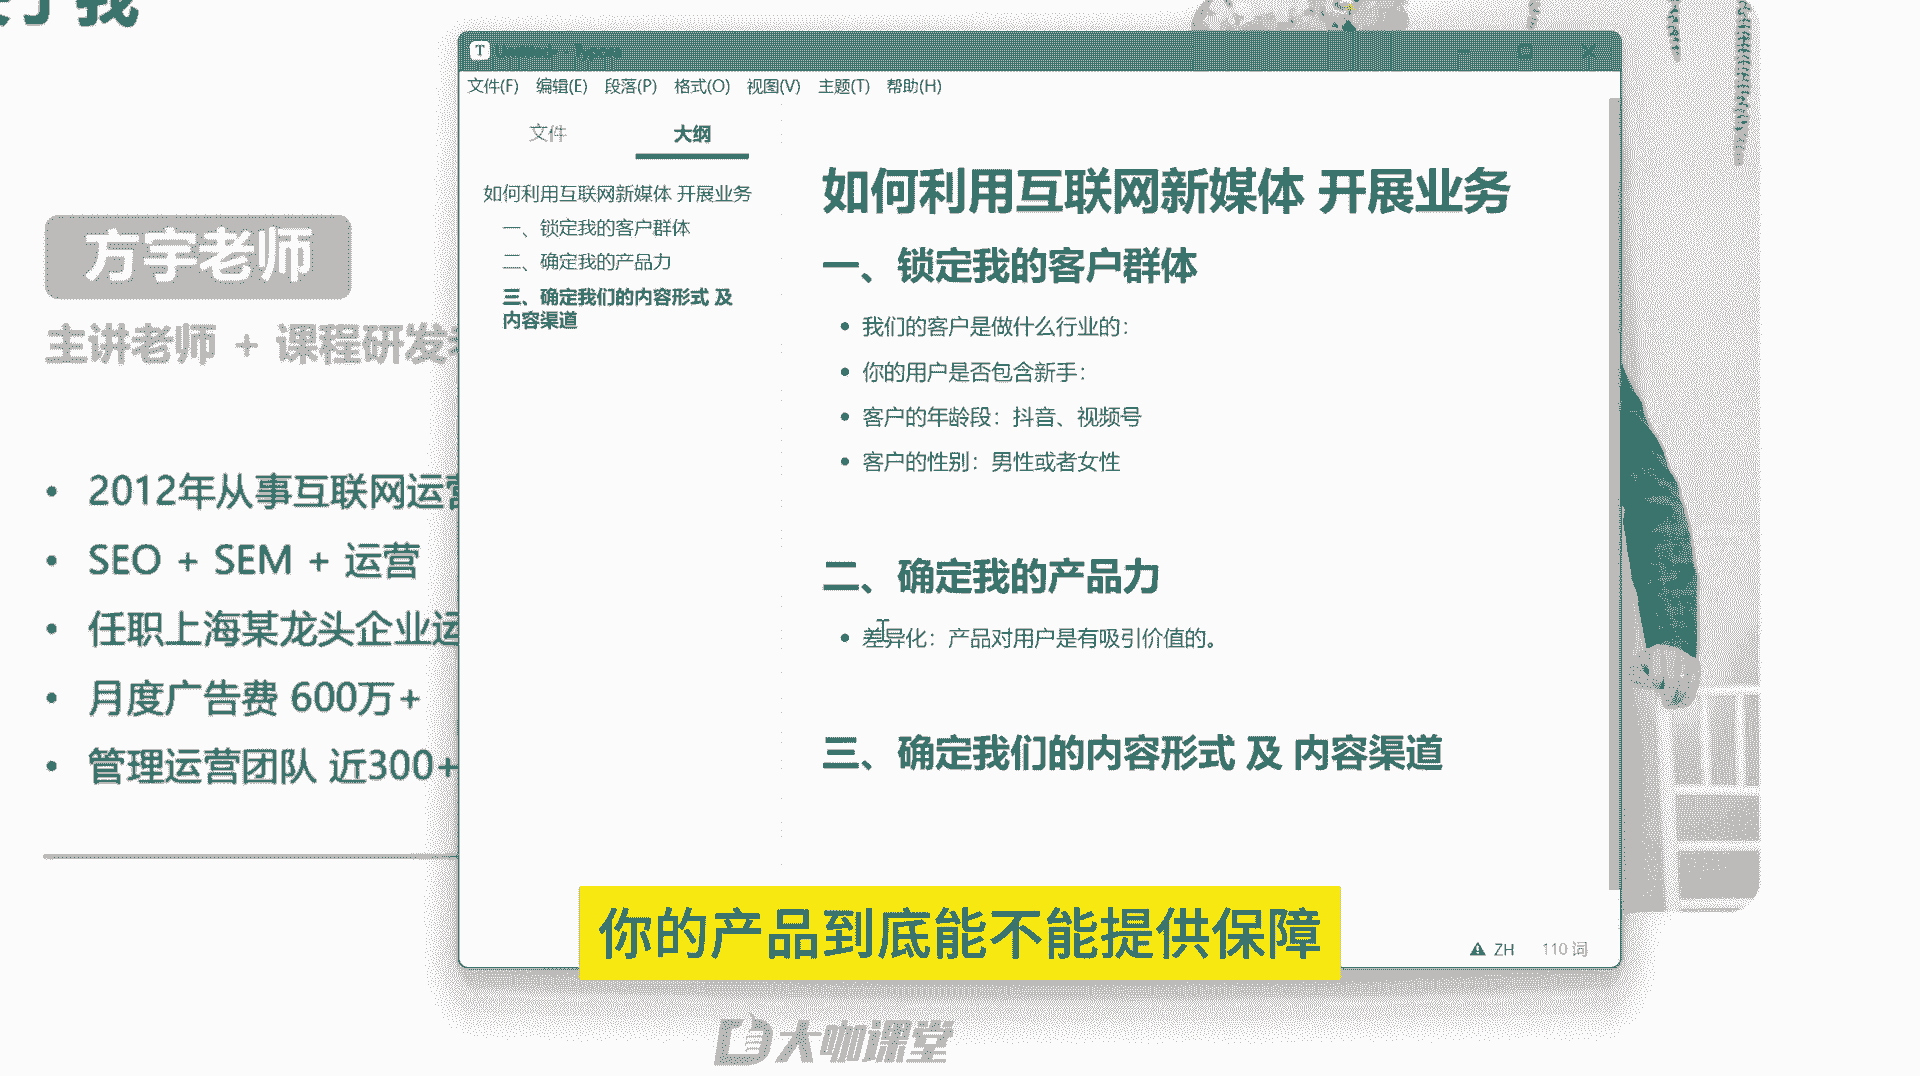 我
方宇老师
主讲老师 + 课程研发
2012年从事互联网运营
SEO + SEM + 运营
任职上海某龙头企业运
月度广告费 600万+
管理运营团队 近300+
文件(F) 编辑(E) 段落(P) 格式(O) 视图(V) 主题(T) 帮助(H)
文件 大纲
如何利用互联网新媒体 开展业务
一、锁定我的客户群体
二、确定我的产品力
三、确定我们的内容形式 及
内容渠道
如何利用互联网新媒体 开展业务
一、锁定我的客户群体
我们的客户是做什么行业的：
你的用户是否包含新手：
客户的年龄段：抖音、视频号
客户的性别：男性或者女性
二、确定我的产品力
差异化：产品对用户是有吸引价值的。
三、确定我们的内容形式 及 内容渠道
你的产品到底能不能提供保障
ZH 110 词
大咖课堂